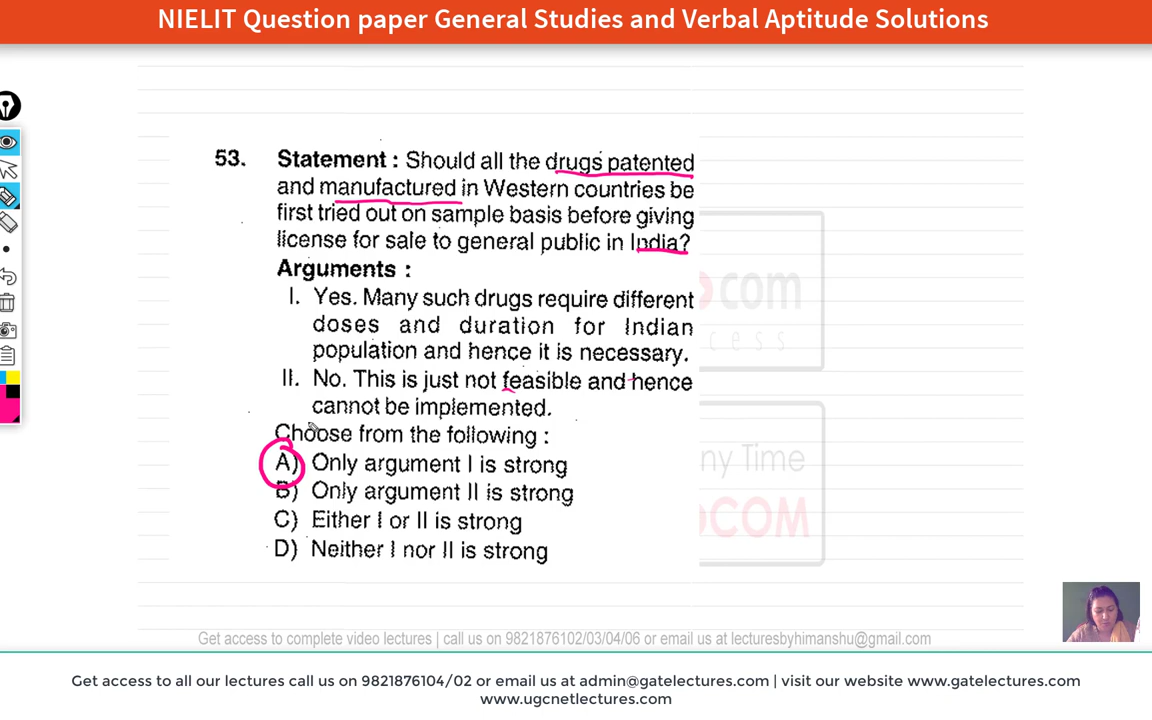 NIELIT Question paper General Studies and Verbal Aptitude Solutions
53. Statement : Should all the drugs patented
and manufactured in Western countries be
first tried out on sample basis before giving
license for sale to general public in India?
Arguments :
I. Yes. Many such drugs require different
doses and duration for Indian
population and hence it is necessary.
II. No. This is just not feasible and hence
cannot be implemented.
Choose from the following :
A) Only argument I is strong
B) Only argument II is strong
C) Either I or II is strong
D) Neither I nor II is strong
com
cess
ny Time
COM
Get access to complete video lectures | call us on 9821876102/03/04/06 or email us at lecturesbyhimanshu@gmail.com
Get access to all our lectures call us on 9821876104/02 or email us at admin@gatelectures.com | visit our website www.gatelectures.com
www.ugcnetlectures.com